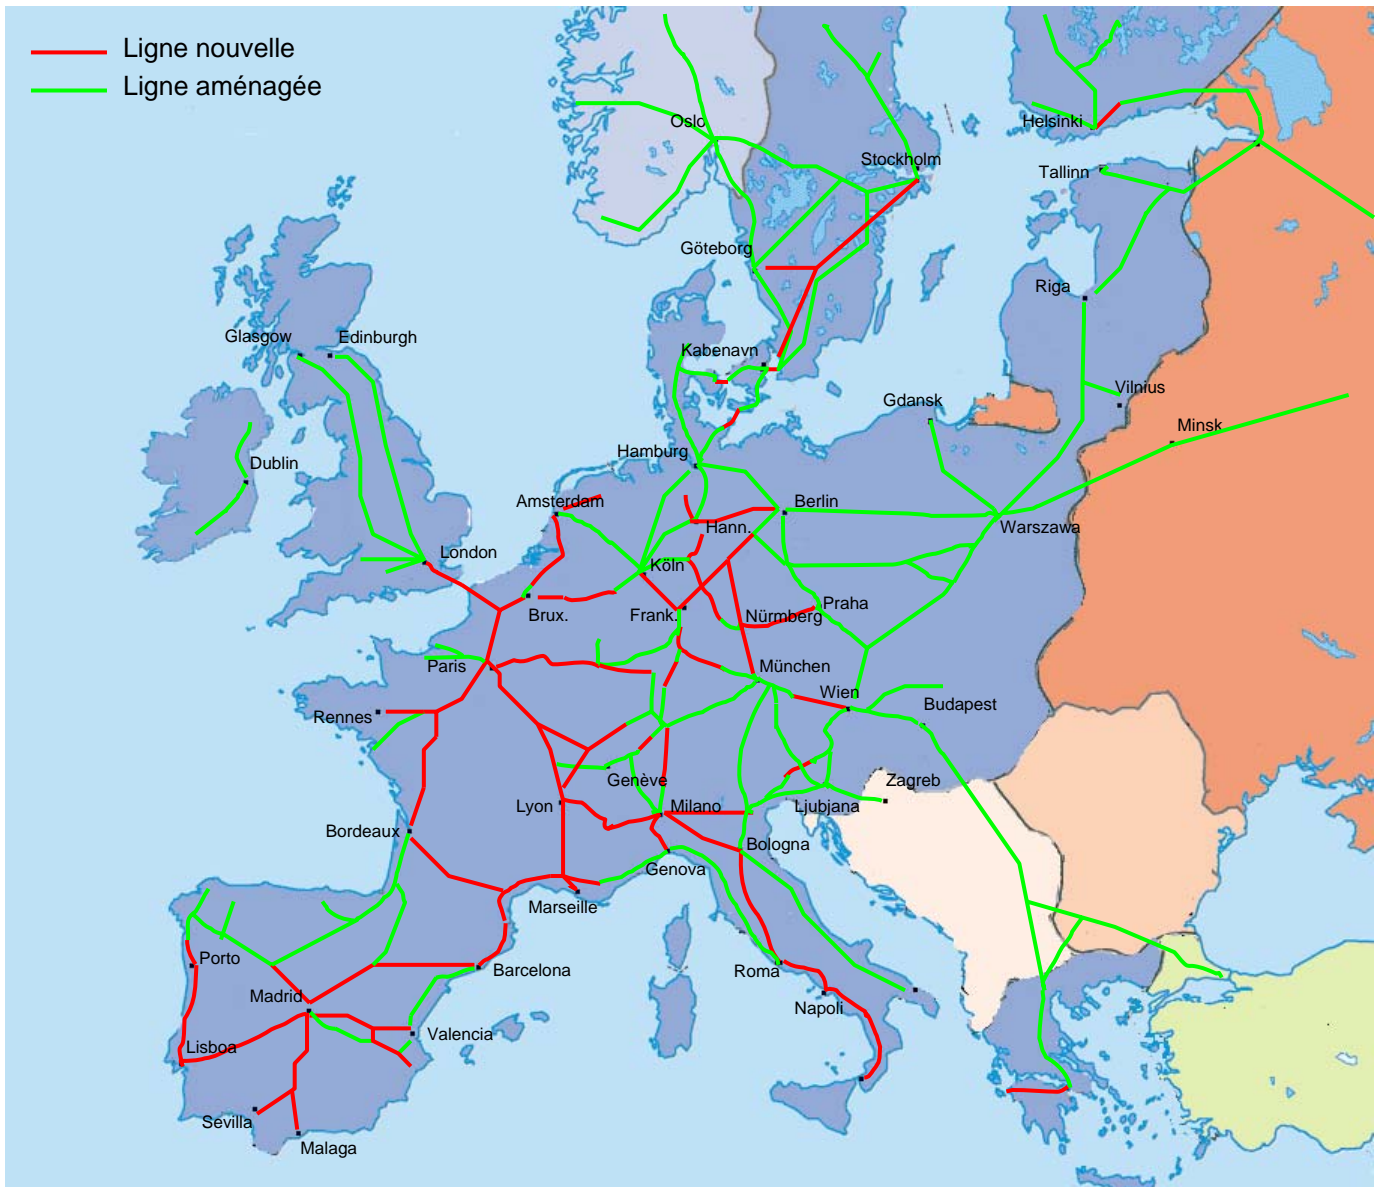 Ligne nouvelle
Ligne aménagée
Oslo
Helsinki
Stockholm
Tallinn
Göteborg
Riga
Glasgow
Edinburgh
Kabenavn
Vilnius
Gdansk
Minsk
Hamburg
Dublin
Amsterdam
Berlin
Hann.
Warszawa
London
Köln
Brux.
Frank.
Nürmberg
Praha
Paris
München
Wien
Budapest
Rennes
Genève
Zagreb
Lyon
Milano
Ljubjana
Bordeaux
Bologna
Genova
Marseille
Porto
Barcelona
Roma
Madrid
Napoli
Valencia
Lisboa
Sevilla
Malaga